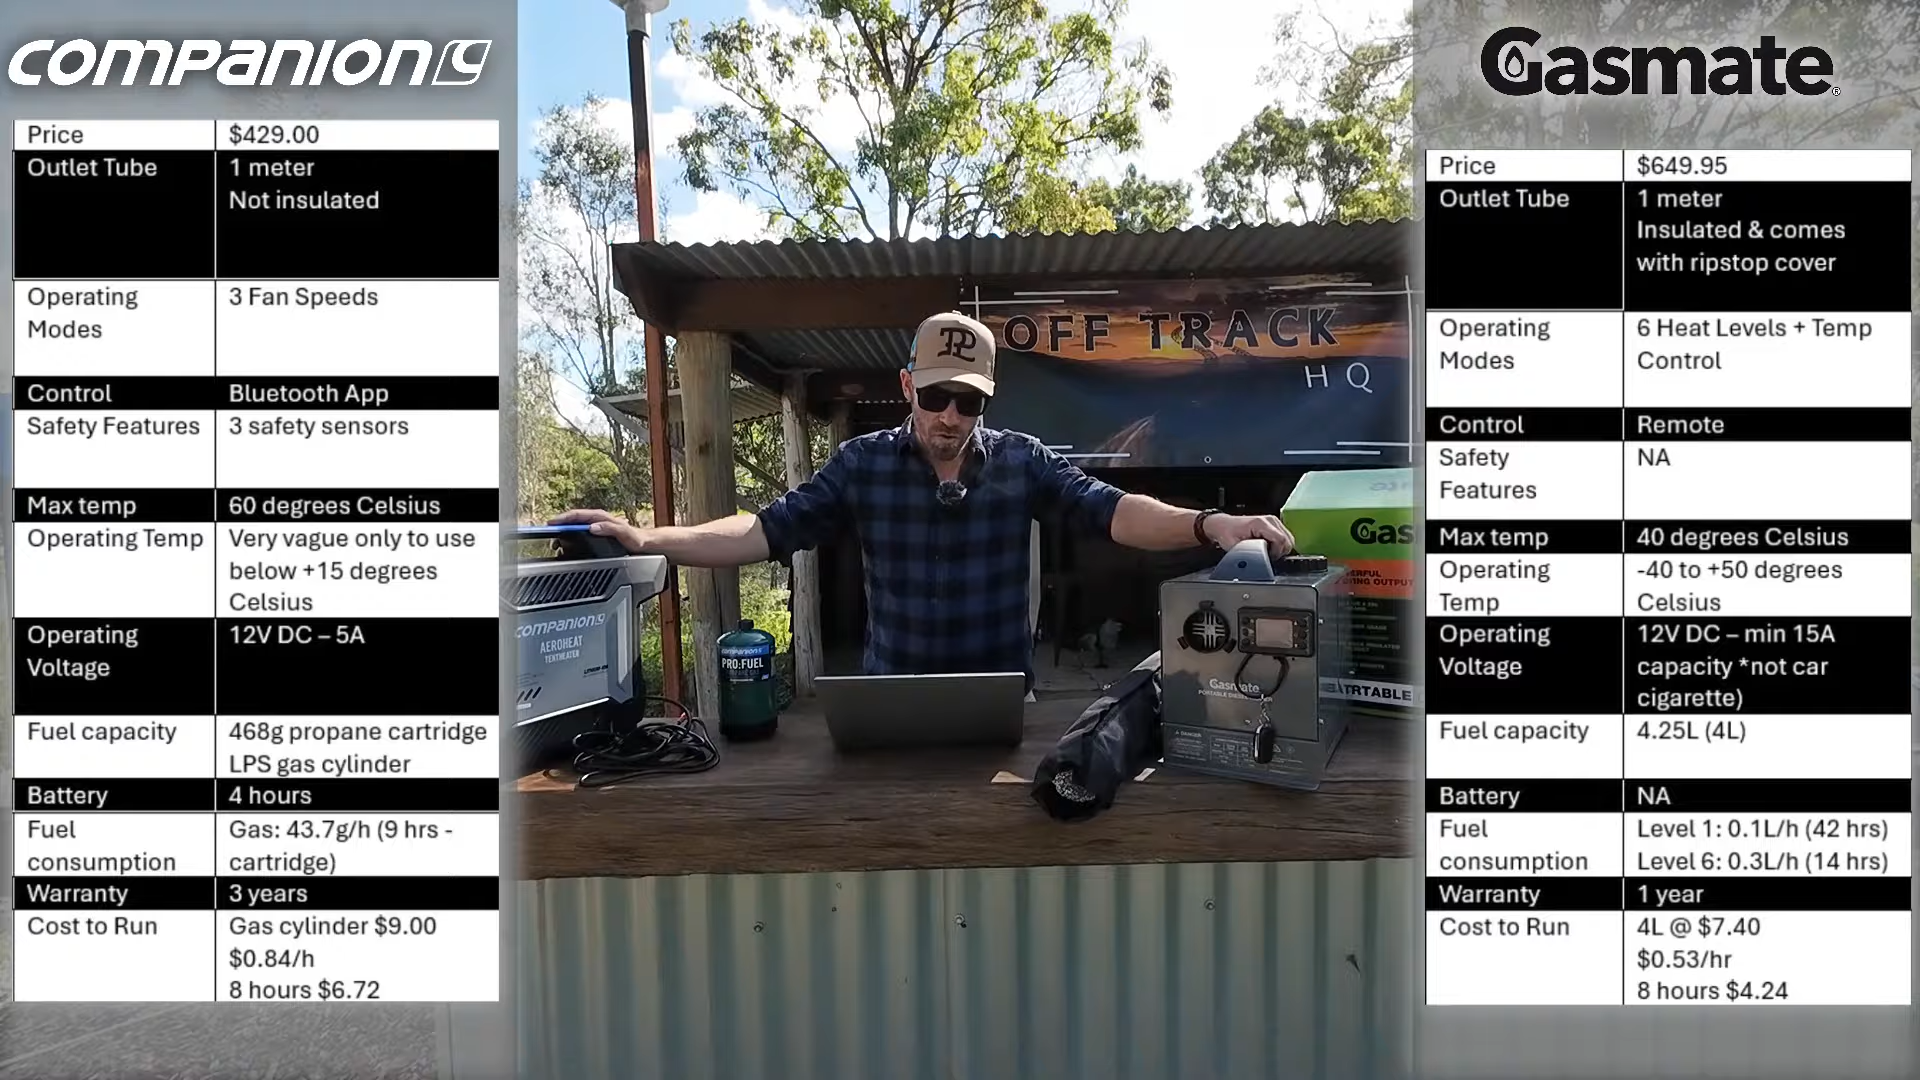 companion
Price $429.00
Outlet Tube 1 meter
Not insulated
Operating Modes 3 Fan Speeds
Control Bluetooth App
Safety Features 3 safety sensors
Max temp 60 degrees Celsius
Operating Temp Very vague only to use
below +15 degrees
Celsius
Operating Voltage 12V DC – 5A
Fuel capacity 468g propane cartridge
LPS gas cylinder
Battery 4 hours
Fuel consumption Gas: 43.7g/h (9 hrs -
cartridge)
Warranty 3 years
Cost to Run Gas cylinder $9.00
$0.84/h
8 hours $6.72
OFF TRACK
HQ
companion
AEROHEAT
TENT HEATER
companion
PRO:FUEL
Gasmate
DANGER
Gas
Gasmate
Price $649.95
Outlet Tube 1 meter
Insulated & comes
with ripstop cover
Operating Modes 6 Heat Levels + Temp
Control
Control Remote
Safety Features NA
Max temp 40 degrees Celsius
Operating Temp -40 to +50 degrees
Celsius
Operating Voltage 12V DC – min 15A
capacity *not car
cigarette)
Fuel capacity 4.25L (4L)
Battery NA
Fuel consumption Level 1: 0.1L/h (42 hrs)
Level 6: 0.3L/h (14 hrs)
Warranty 1 year
Cost to Run 4L @ $7.40
$0.53/hr
8 hours $4.24